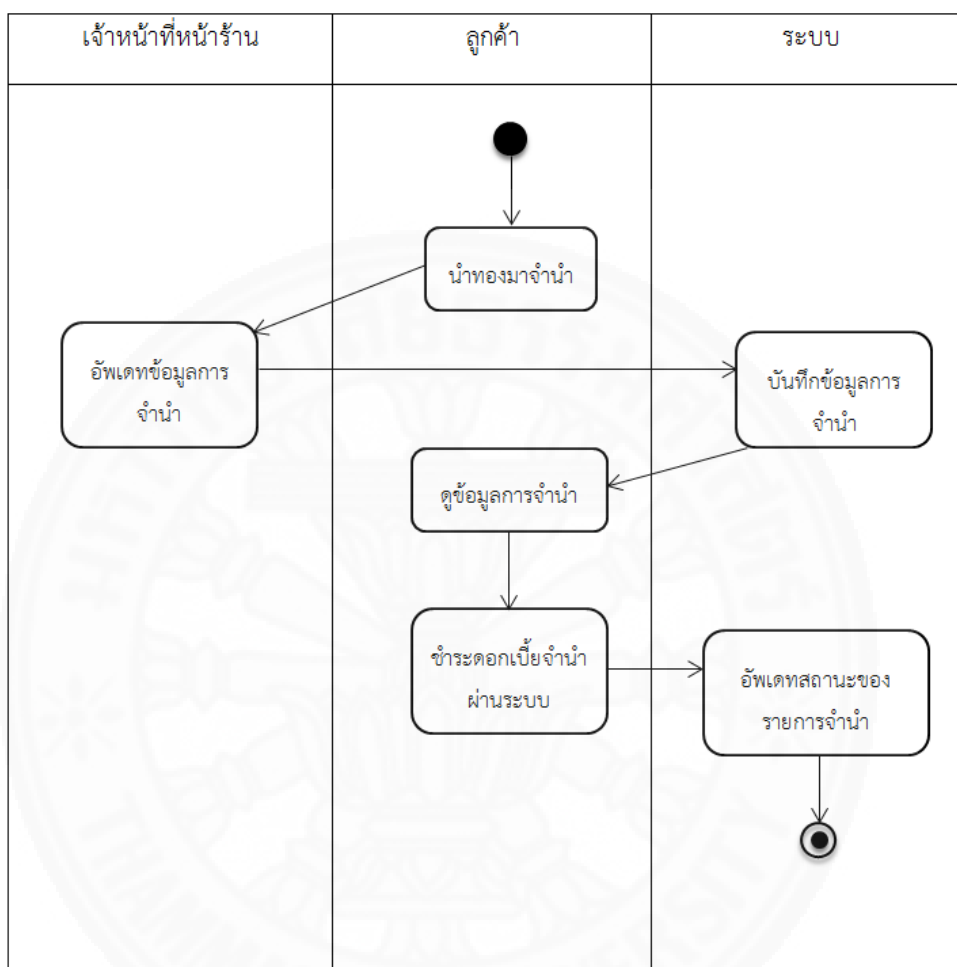 เจ้าหน้าที่หน้าร้าน
ลูกค้า
ระบบ
นำทองมาจำนำ
อัพเดทข้อมูลการ
จำนำ
บันทึกข้อมูลการ
จำนำ
ดูข้อมูลการจำนำ
ชำระดอกเบี้ยจำนำ
ผ่านระบบ
อัพเดทสถานะของ
รายการจำนำ